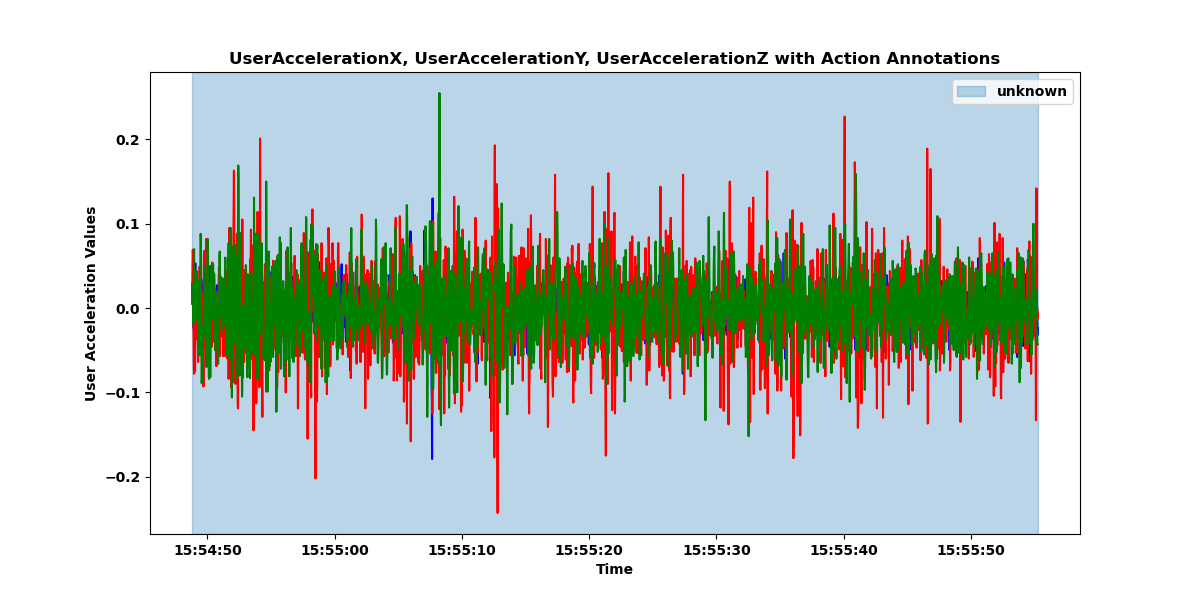 UserAccelerationX, UserAccelerationY, UserAccelerationZ with Action Annotations
unknown
User Acceleration Values
0.2
0.1
0.0
−0.1
−0.2
15:54:50 15:55:00 15:55:10 15:55:20 15:55:30 15:55:40 15:55:50
Time